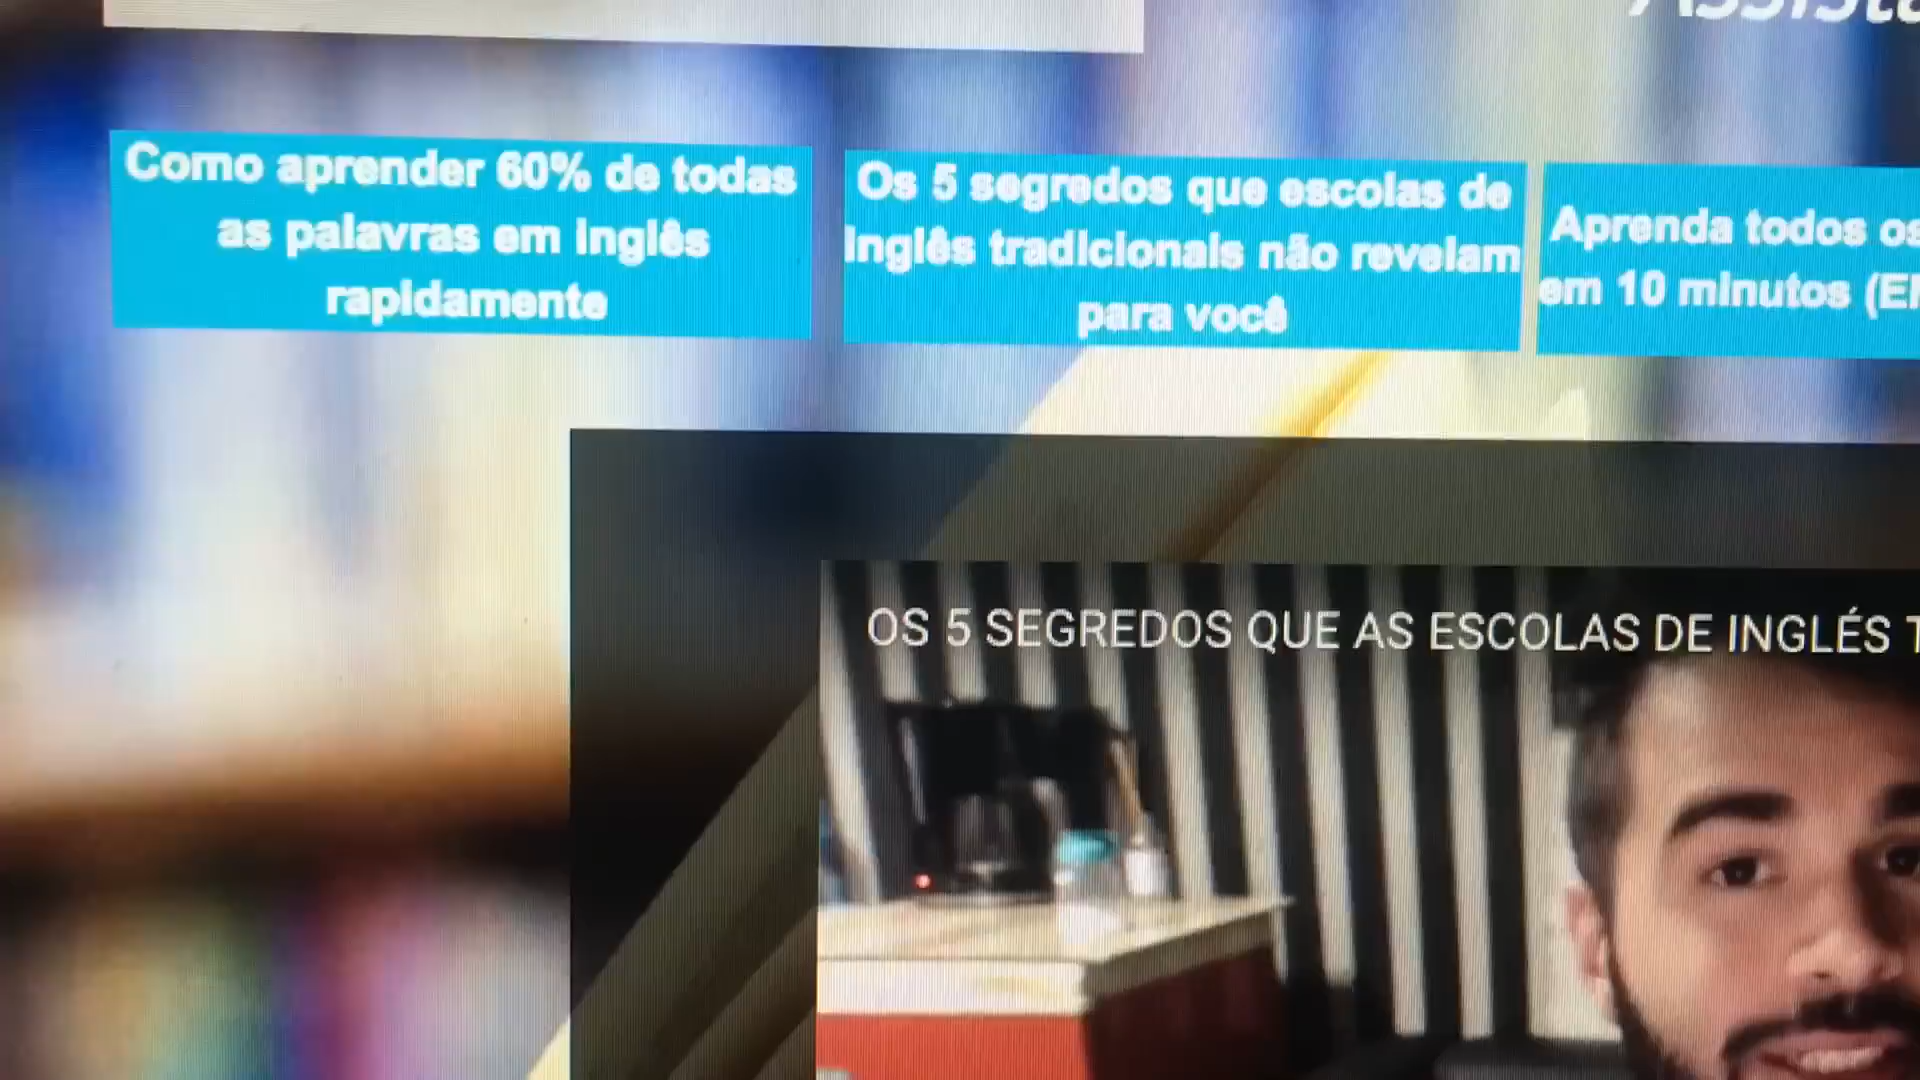 Como aprender 60% de todas
as palavras em inglês
rapidamente
Os 5 segredos que escolas de
inglês tradicionais não revelam
para você
Aprenda todos os
em 10 minutos
OS 5 SEGREDOS QUE AS ESCOLAS DE INGLÉS